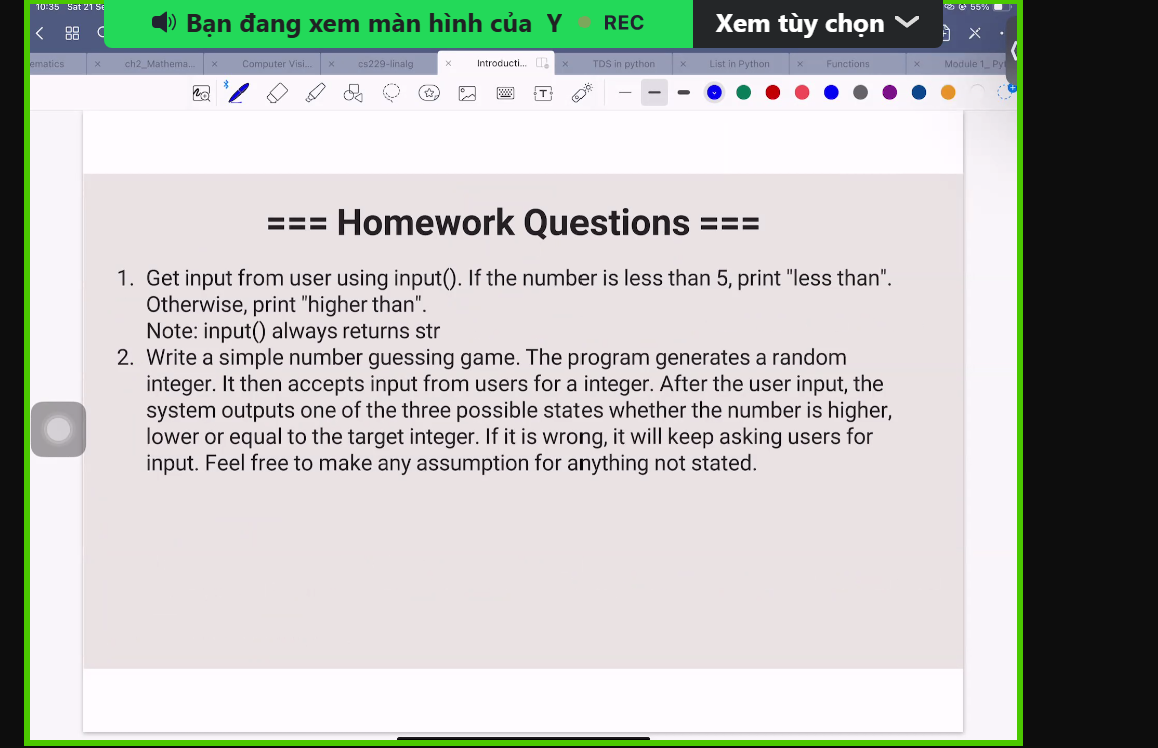 10:35 Sat 21 Se
Bạn đang xem màn hình của Y
REC
Xem tùy chọn
55%
ematics
ch2_Mathema...
Computer Visi...
cs229-linalg
Introducti...
TDS in python
List in Python
Functions
Module 1_ Py
=== Homework Questions ===
1. Get input from user using input(). If the number is less than 5, print "less than".
Otherwise, print "higher than".
Note: input() always returns str
2. Write a simple number guessing game. The program generates a random
integer. It then accepts input from users for a integer. After the user input, the
system outputs one of the three possible states whether the number is higher,
lower or equal to the target integer. If it is wrong, it will keep asking users for
input. Feel free to make any assumption for anything not stated.